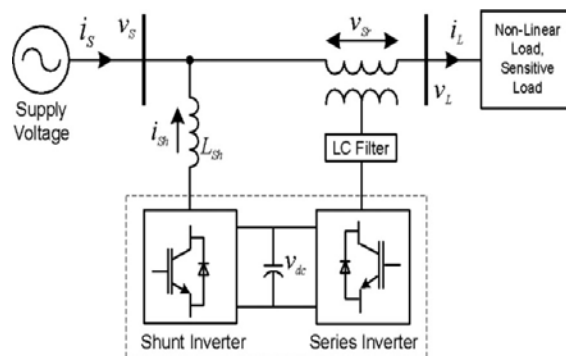 i_S
v_S
v_Sr
i_L
Non-Linear
Load,
Sensitive
Load
v_L
Supply
Voltage
i_Sh
L_Sh
LC Filter
v_dc
Shunt Inverter
Series Inverter